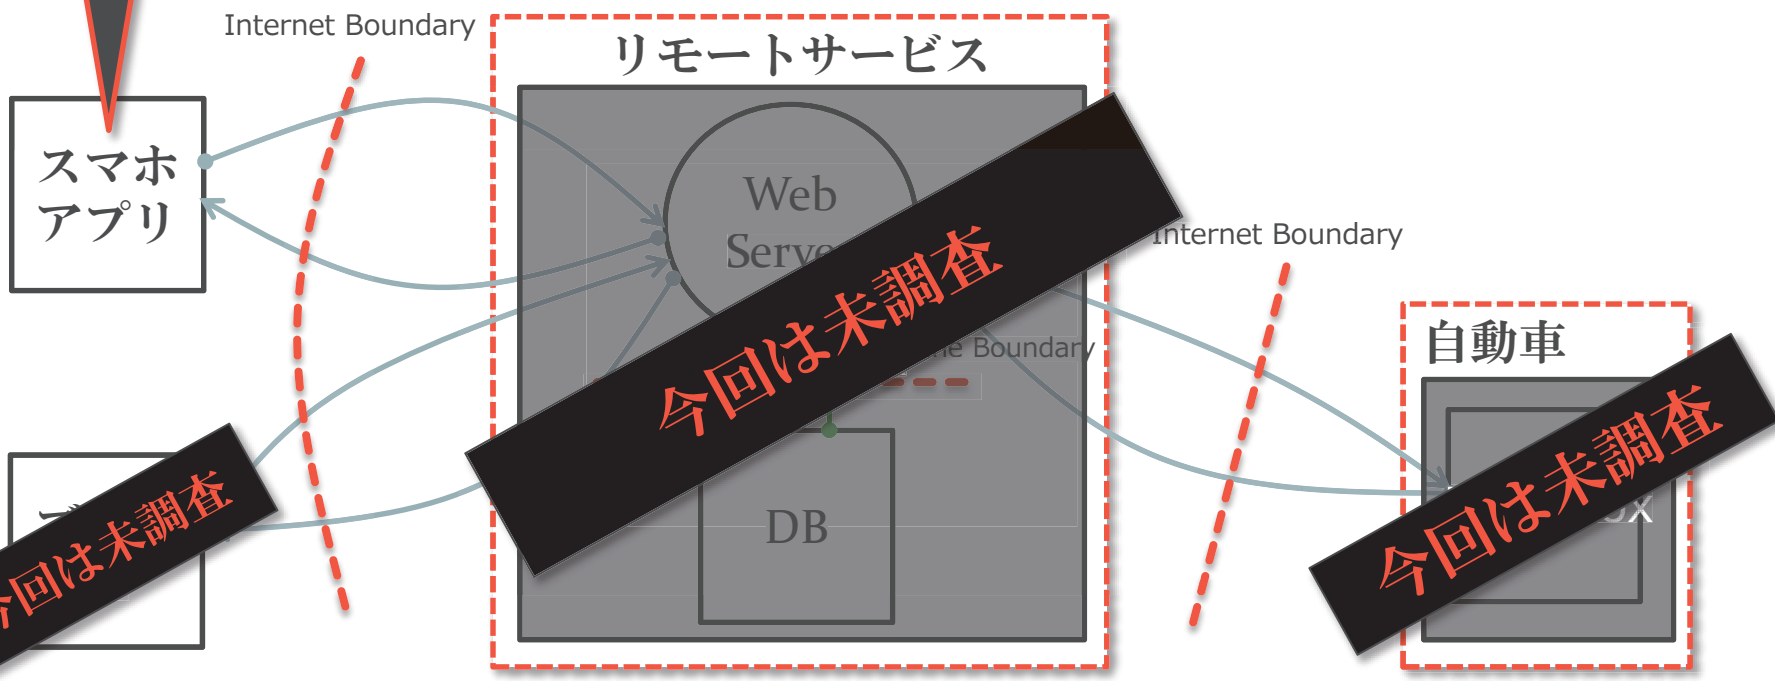 Internet Boundary
リモートサービス
スマホ
アプリ
Web
Serve
今回は未調査
Internet Boundary
Boundary
自動車
今回は未調査
DB
今回は未調査